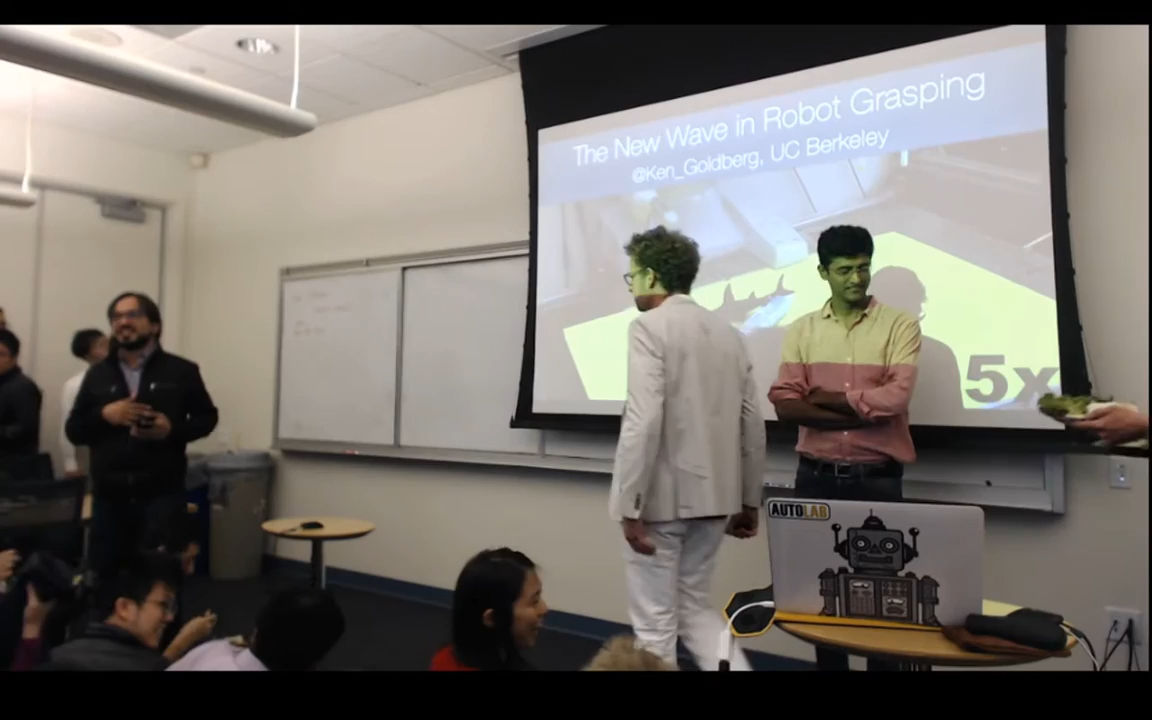 The New Wave in Robot Grasping
@Ken_Goldberg, UC Berkeley
5x
AUTOLAB